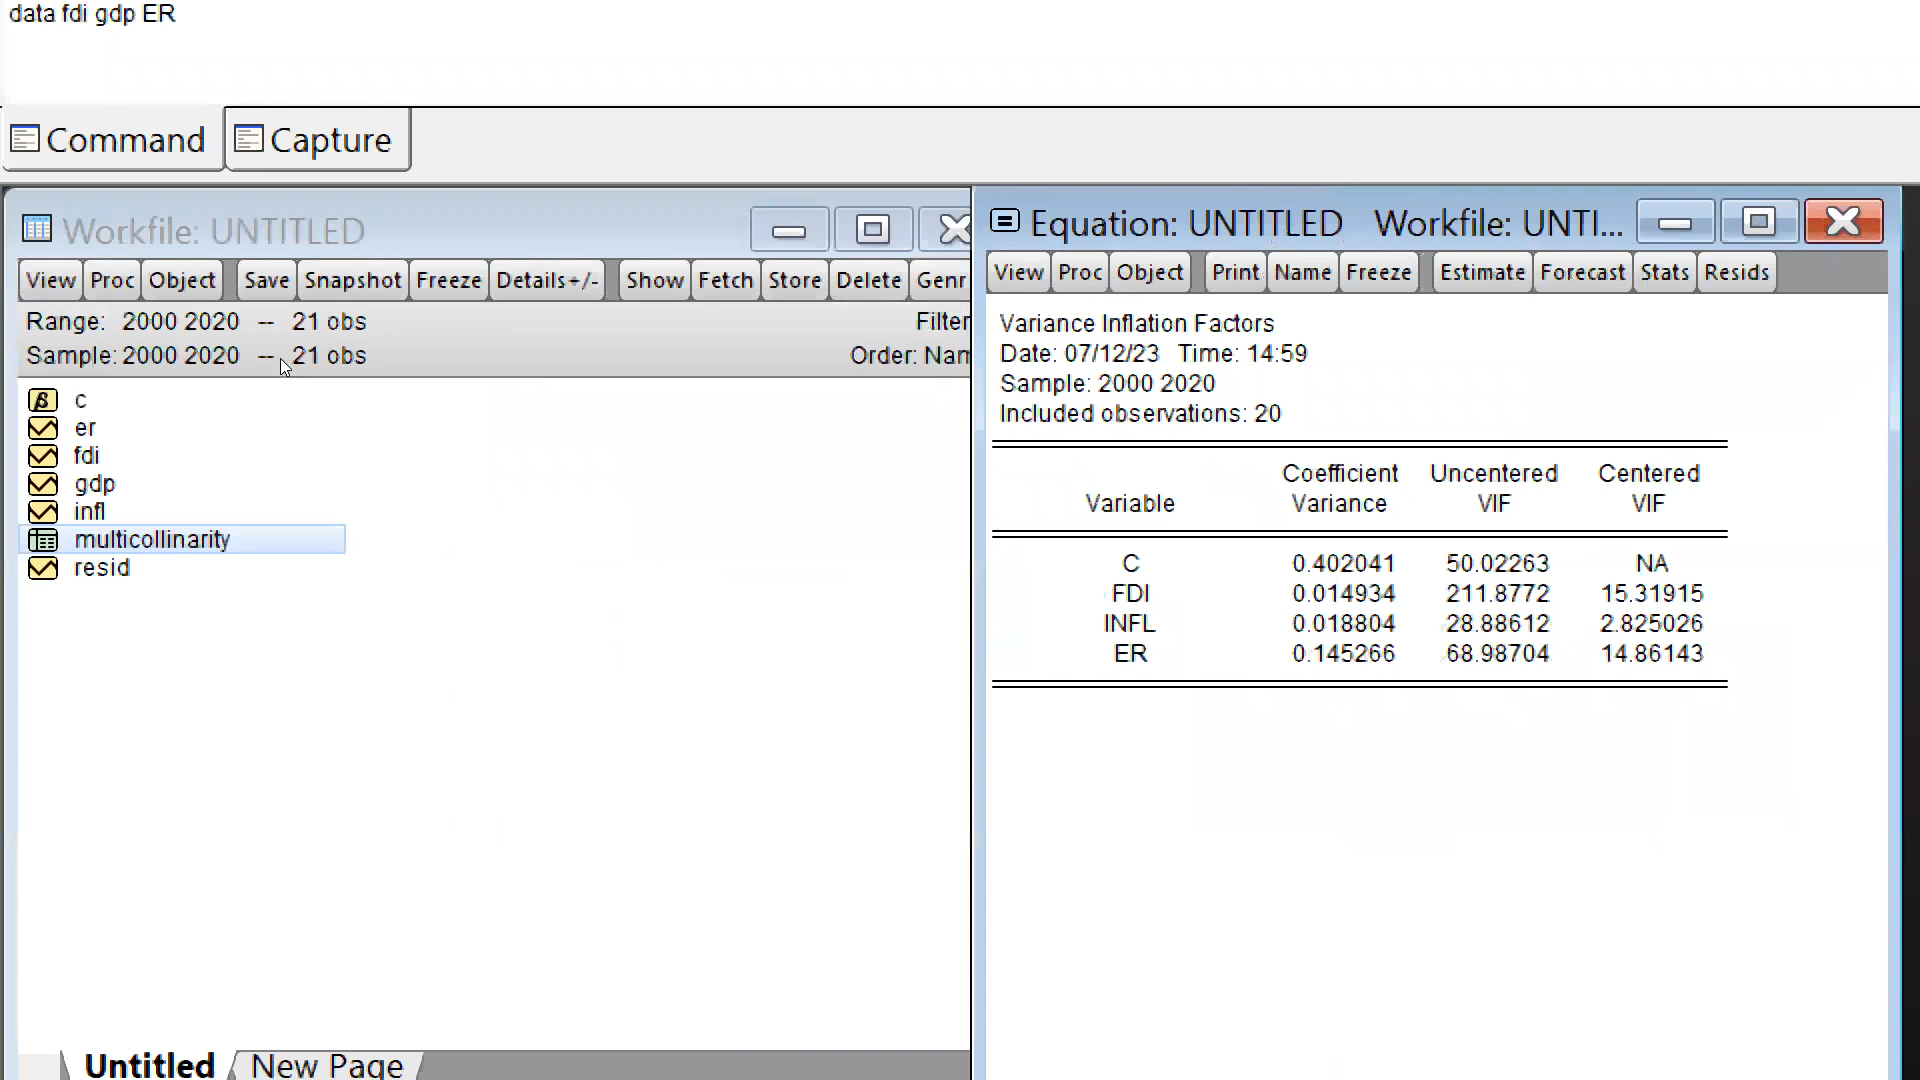 data fdi gdp ER
Command Capture
Workfile: UNTITLED
View Proc Object Save Snapshot Freeze Details+/- Show Fetch Store Delete Genr
Range: 2000 2020 -- 21 obs Filter
Sample: 2000 2020 -- 21 obs Order: Nam
c
er
fdi
gdp
infl
multicollinarity
resid
Untitled New Page
Equation: UNTITLED Workfile: UNTI...
View Proc Object Print Name Freeze Estimate Forecast Stats Resids
Variance Inflation Factors
Date: 07/12/23 Time: 14:59
Sample: 2000 2020
Included observations: 20
Coefficient Uncentered Centered
Variable Variance VIF VIF
C 0.402041 50.02263 NA
FDI 0.014934 211.8772 15.31915
INFL 0.018804 28.88612 2.825026
ER 0.145266 68.98704 14.86143